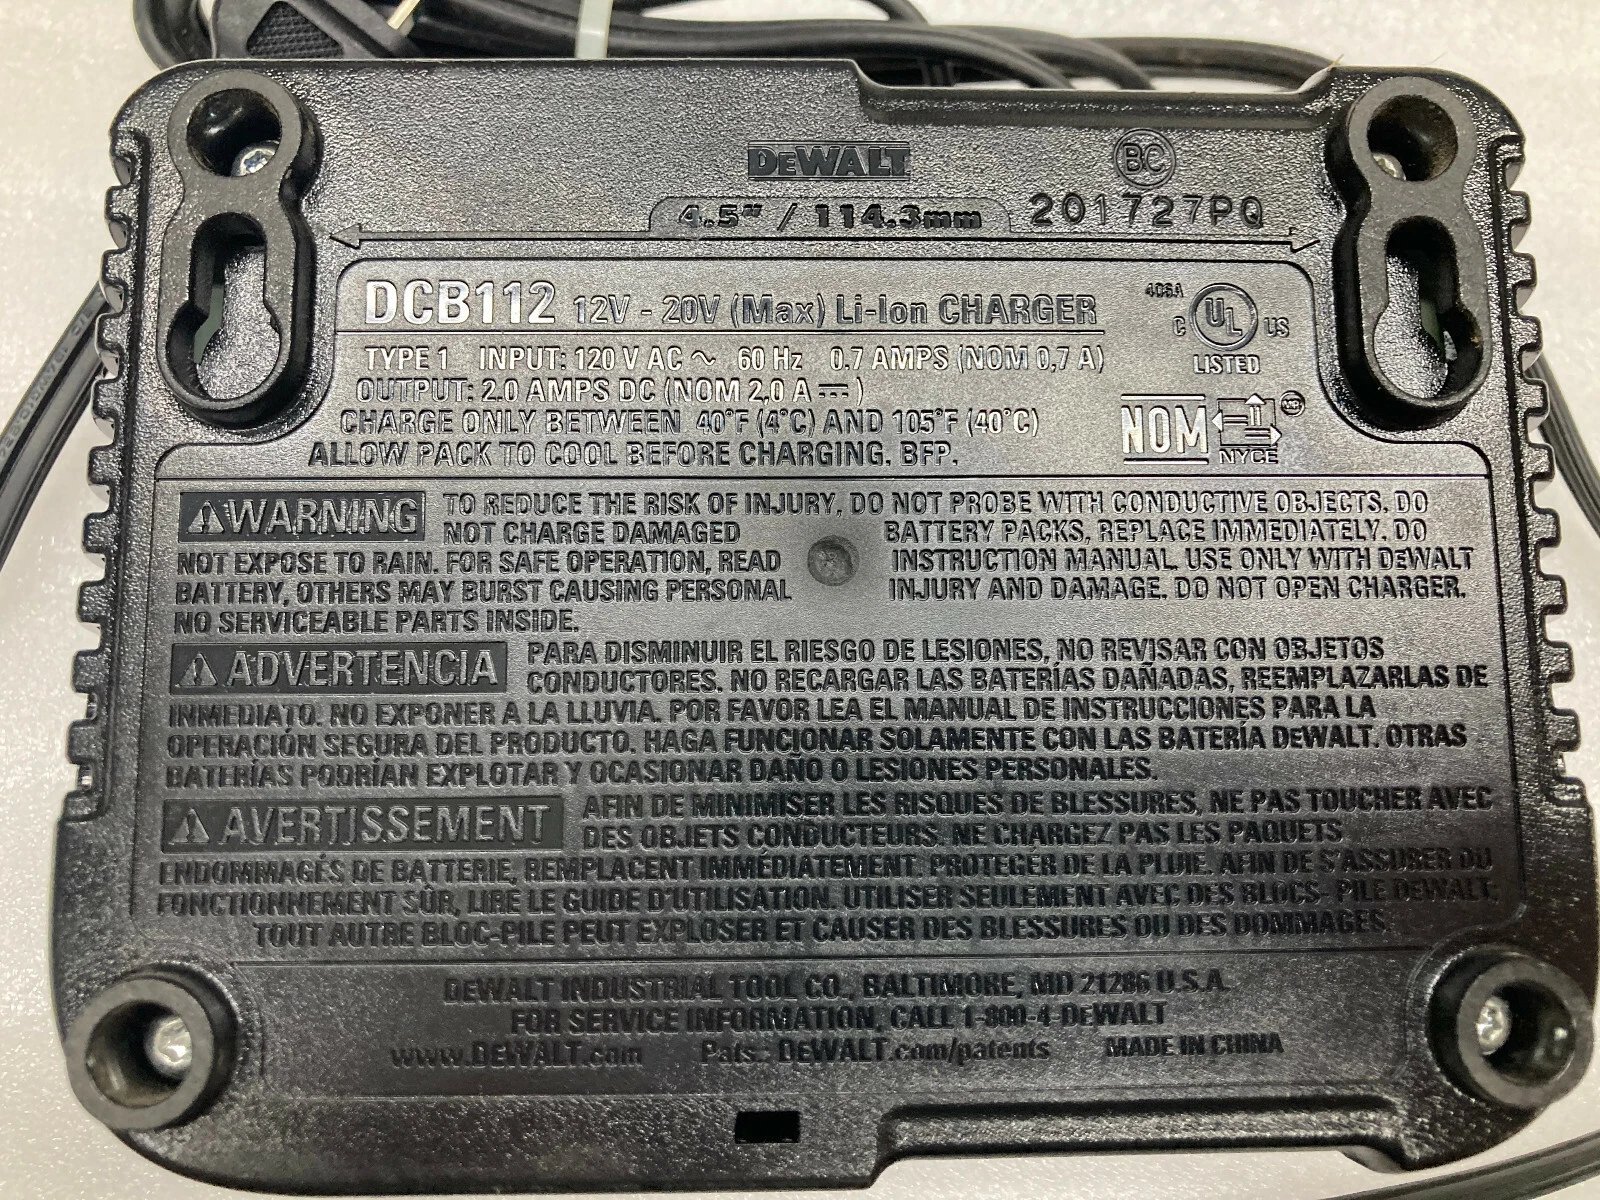 DEWALT
BC
4.5" / 114.3mm
201727PQ
DCB112 12V - 20V (Max) Li-Ion CHARGER
TYPE 1 INPUT: 120 V AC ~ 60 Hz 0.7 AMPS (NOM 0,7 A)
OUTPUT: 2.0 AMPS DC (NOM 2,0 A ⎓)
CHARGE ONLY BETWEEN 40°F (4°C) AND 105°F (40°C)
ALLOW PACK TO COOL BEFORE CHARGING. BFP.
406A
C UL US
LISTED
NOM
NYCE
⚠WARNING TO REDUCE THE RISK OF INJURY, DO NOT PROBE WITH CONDUCTIVE OBJECTS. DO
NOT CHARGE DAMAGED BATTERY PACKS, REPLACE IMMEDIATELY. DO
NOT EXPOSE TO RAIN. FOR SAFE OPERATION, READ INSTRUCTION MANUAL. USE ONLY WITH DEWALT
BATTERY, OTHERS MAY BURST CAUSING PERSONAL INJURY AND DAMAGE. DO NOT OPEN CHARGER.
NO SERVICEABLE PARTS INSIDE.
⚠ ADVERTENCIA PARA DISMINUIR EL RIESGO DE LESIONES, NO REVISAR CON OBJETOS
CONDUCTORES. NO RECARGAR LAS BATERÍAS DAÑADAS, REEMPLAZARLAS DE
INMEDIATO. NO EXPONER A LA LLUVIA. POR FAVOR LEA EL MANUAL DE INSTRUCCIONES PARA LA
OPERACIÓN SEGURA DEL PRODUCTO. HAGA FUNCIONAR SOLAMENTE CON LAS BATERÍA DEWALT. OTRAS
BATERÍAS PODRÍAN EXPLOTAR Y OCASIONAR DAÑO O LESIONES PERSONALES.
⚠ AVERTISSEMENT AFIN DE MINIMISER LES RISQUES DE BLESSURES, NE PAS TOUCHER AVEC
DES OBJETS CONDUCTEURS. NE CHARGEZ PAS LES PAQUETS
ENDOMMAGÉS DE BATTERIE, REMPLACENT IMMÉDIATEMENT. PROTEGER DE LA PLUIE. AFIN DE S'ASSURER DU
FONCTIONNEMENT SÛR, LIRE LE GUIDE D'UTILISATION. UTILISER SEULEMENT AVEC DES BLOCS- PILE DEWALT;
TOUT AUTRE BLOC-PILE PEUT EXPLOSER ET CAUSER DES BLESSURES OU DES DOMMAGES.
DEWALT INDUSTRIAL TOOL CO., BALTIMORE, MD 21286 U.S.A.
FOR SERVICE INFORMATION, CALL 1-800-4-DEWALT
www.DEWALT.com Pats.: DEWALT.com/patents MADE IN CHINA